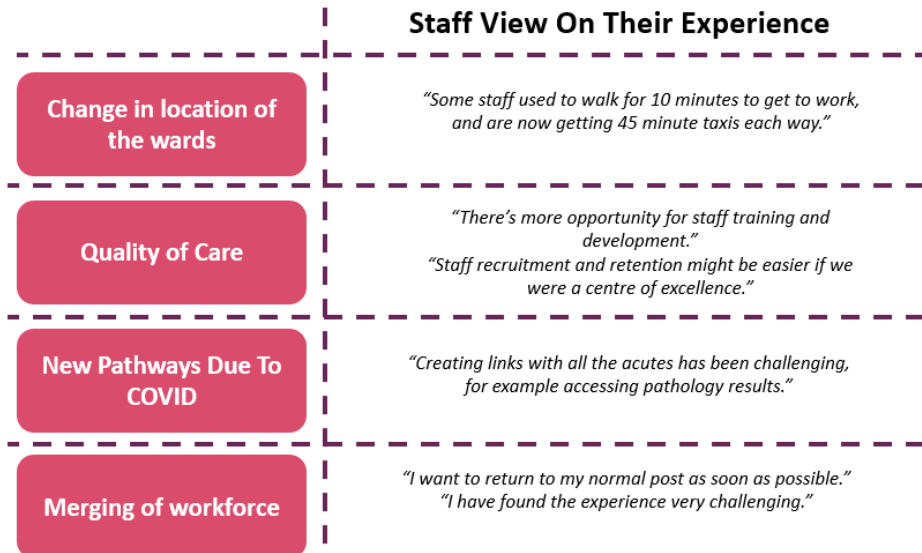 Staff View On Their Experience
Change in location of
the wards
“Some staff used to walk for 10 minutes to get to work,
and are now getting 45 minute taxis each way.”
Quality of Care
“There’s more opportunity for staff training and
development.”
“Staff recruitment and retention might be easier if we
were a centre of excellence.”
New Pathways Due To
COVID
“Creating links with all the acutes has been challenging,
for example accessing pathology results.”
Merging of workforce
“I want to return to my normal post as soon as possible.”
“I have found the experience very challenging.”